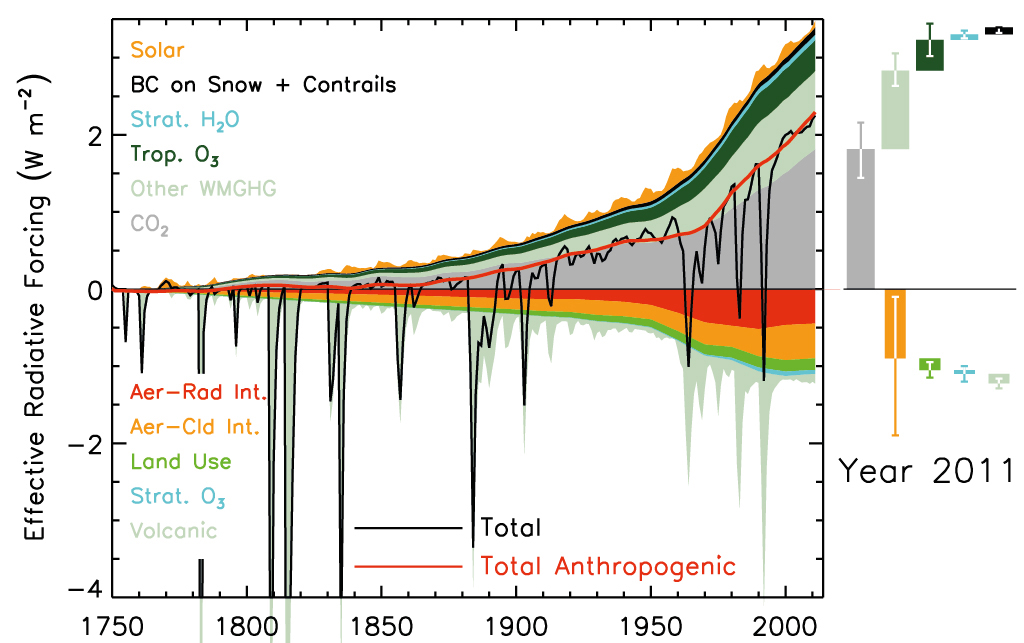 Effective Radiative Forcing (W m⁻²)
Solar
BC on Snow + Contrails
Strat. H₂O
Trop. O₃
Other WMGHG
CO₂
2
0
−2
−4
Aer−Rad Int.
Aer−Cld Int.
Land Use
Strat. O₃
Volcanic
Total
Total Anthropogenic
Year 2011
1750 1800 1850 1900 1950 2000